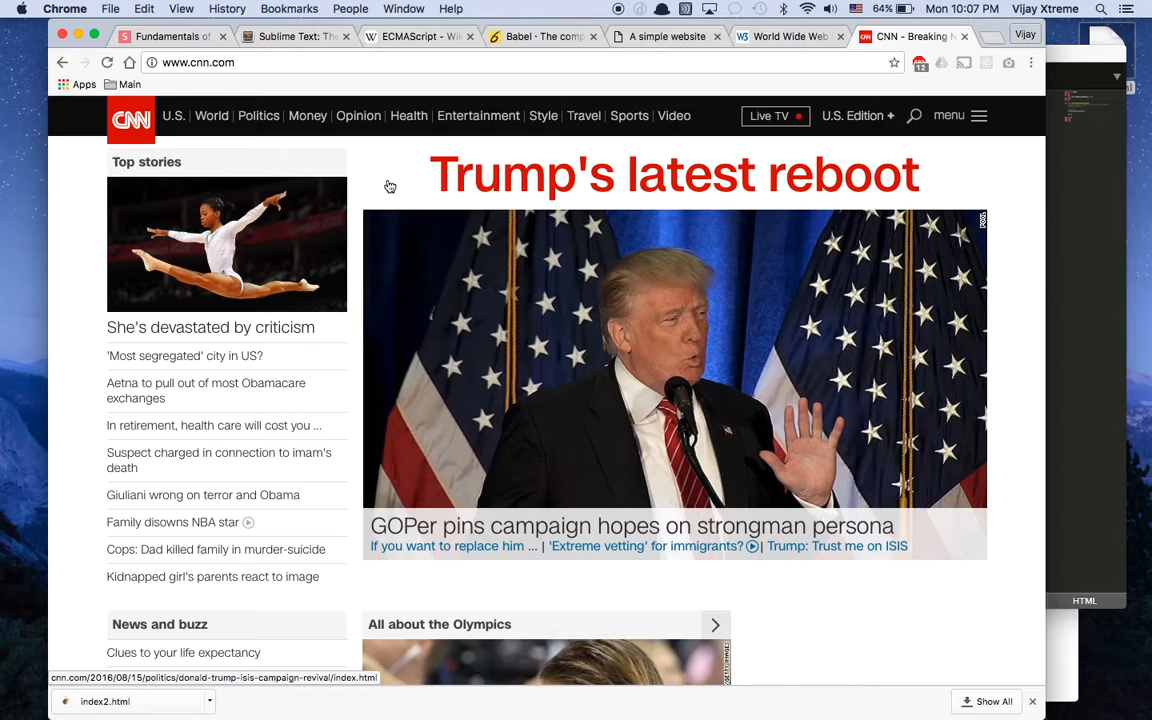 Chrome File Edit View History Bookmarks People Window Help 64% Mon 10:07 PM Vijay Xtreme
Fundamentals of
Sublime Text: The
ECMAScript - Wik
Babel · The comp
A simple website
World Wide Web
CNN - Breaking N
Vijay
www.cnn.com
12
Apps Main
CNN U.S. World Politics Money Opinion Health Entertainment Style Travel Sports Video Live TV U.S. Edition + menu
Top stories
She's devastated by criticism
'Most segregated' city in US?
Aetna to pull out of most Obamacare
exchanges
In retirement, health care will cost you ...
Suspect charged in connection to imam's
death
Giuliani wrong on terror and Obama
Family disowns NBA star
Cops: Dad killed family in murder-suicide
Kidnapped girl's parents react to image
Trump's latest reboot
GOPer pins campaign hopes on strongman persona
If you want to replace him ... | 'Extreme vetting' for immigrants? | Trump: Trust me on ISIS
News and buzz
Clues to your life expectancy
All about the Olympics
GETTY IMAGES
HTML
cnn.com/2016/08/15/politics/donald-trump-isis-campaign-revival/index.html
index2.html
Show All